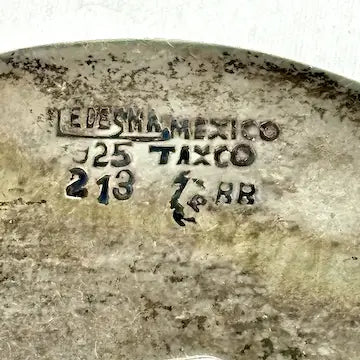 LEDESMA MEXICO
925 TAXCO
213 RR